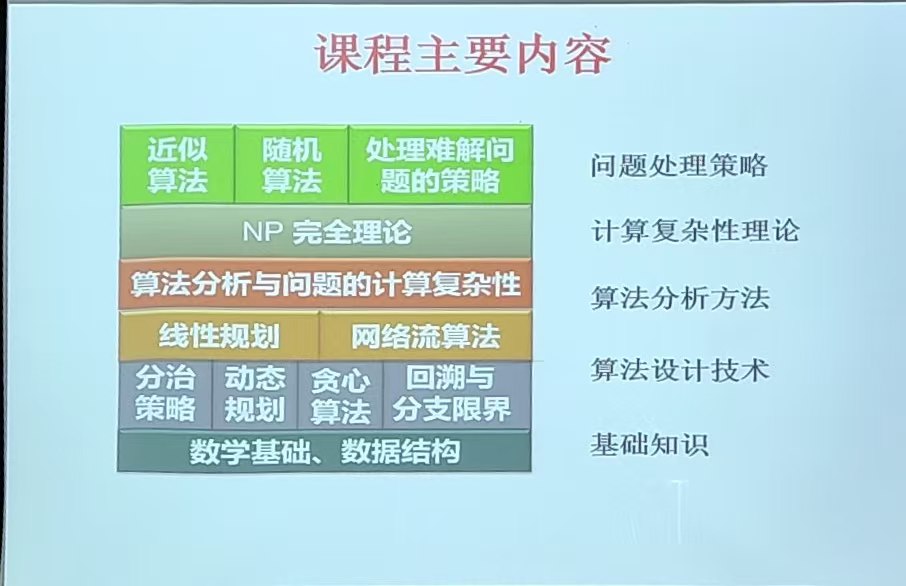 课程主要内容
近似
算法
随机
算法
处理难解问
题的策略
问题处理策略
NP 完全理论
计算复杂性理论
算法分析与问题的计算复杂性
算法分析方法
线性规划
网络流算法
分治
策略
动态
规划
贪心
算法
回溯与
分支限界
算法设计技术
数学基础、数据结构
基础知识